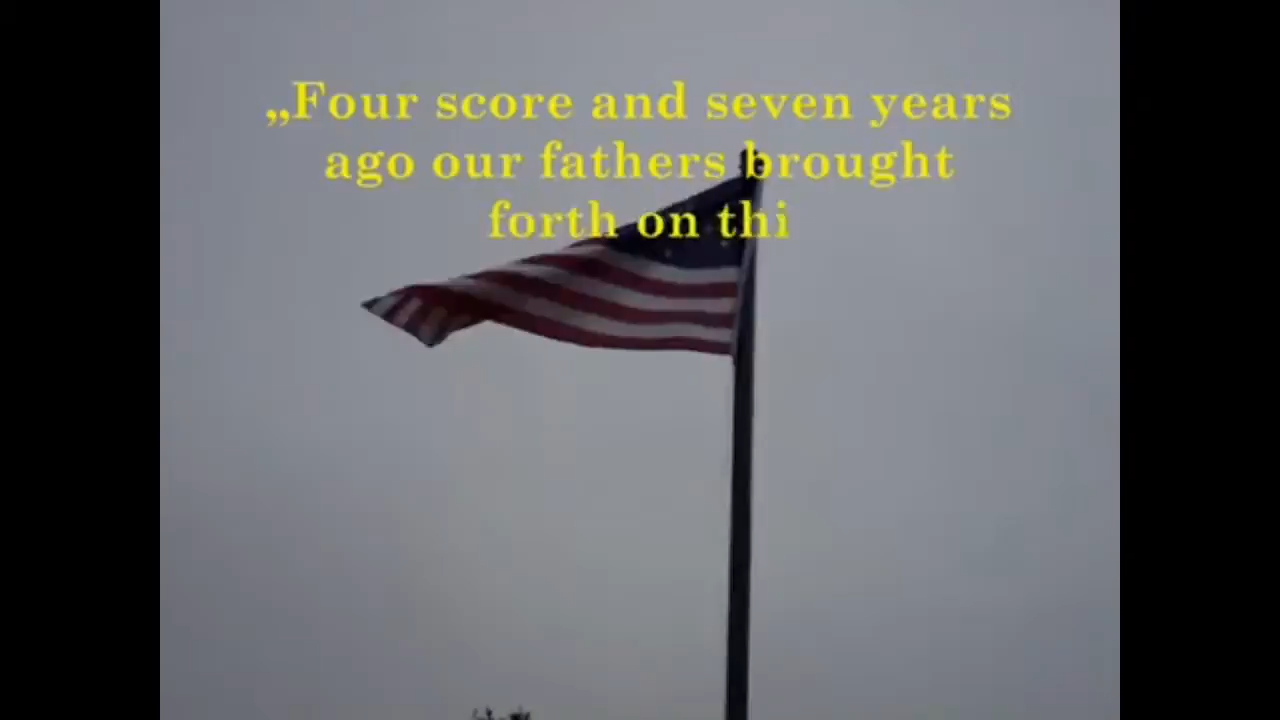 „Four score and seven years
ago our fathers brought
forth on thi